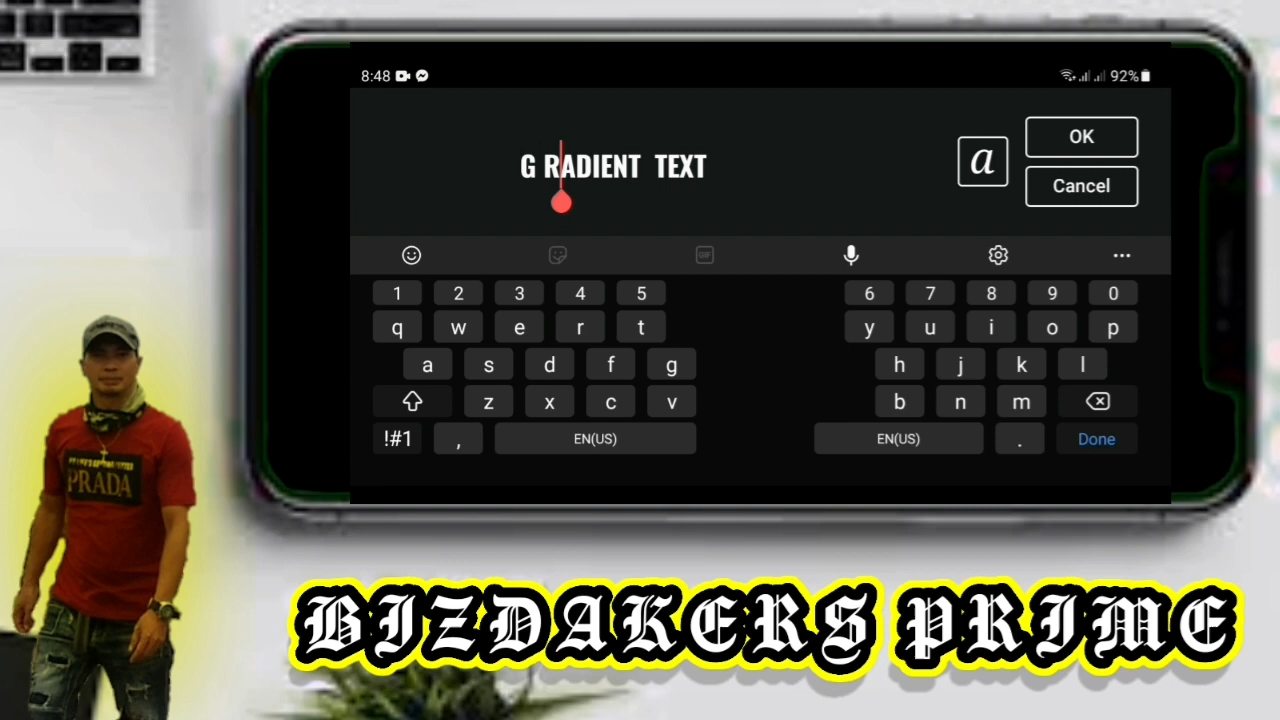 8:48 92%
OK
G RADIENT TEXT a
Cancel
GIF
1 2 3 4 5 6 7 8 9 0
q w e r t y u i o p
a s d f g h j k l
z x c v b n m
!#1 , EN(US) EN(US) . Done
PRADA
BIZDAKERS PRIME